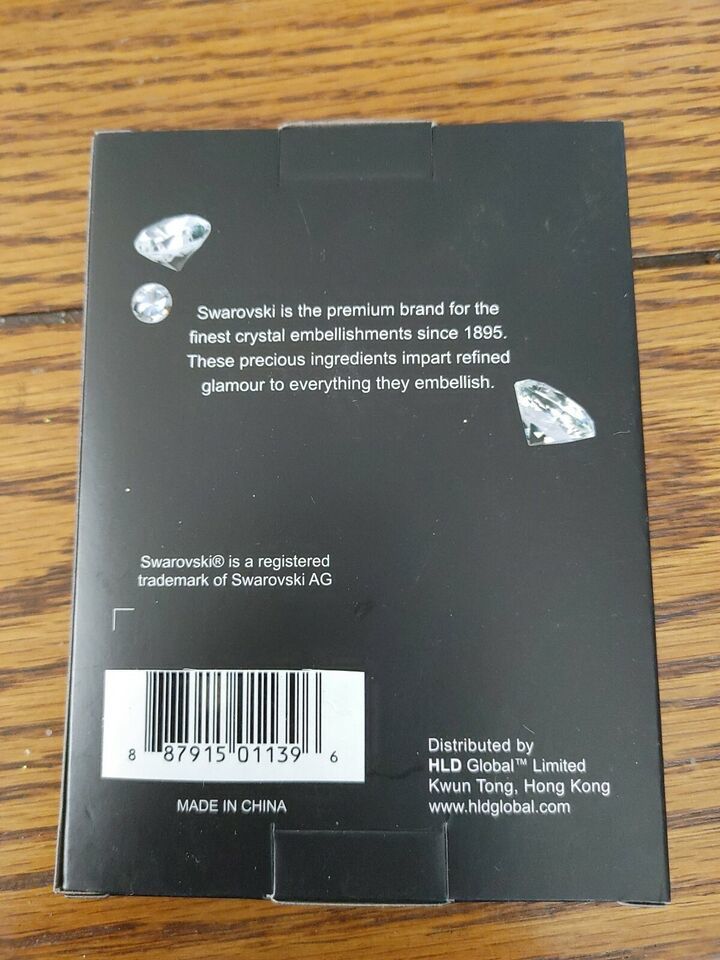 Swarovski is the premium brand for the
finest crystal embellishments since 1895.
These precious ingredients impart refined
glamour to everything they embellish.
Swarovski® is a registered
trademark of Swarovski AG
8 87915 01139 6
MADE IN CHINA
Distributed by
HLD Global™ Limited
Kwun Tong, Hong Kong
www.hldglobal.com